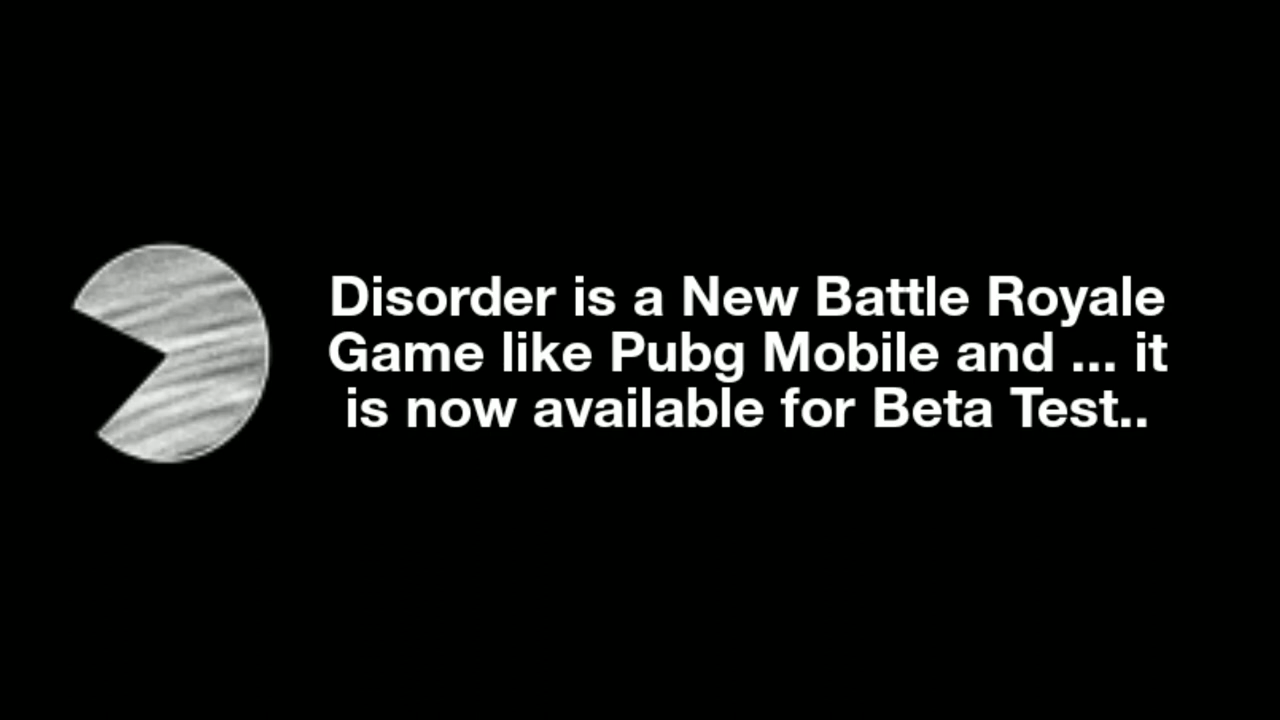 Disorder is a New Battle Royale
Game like Pubg Mobile and ... it
is now available for Beta Test..